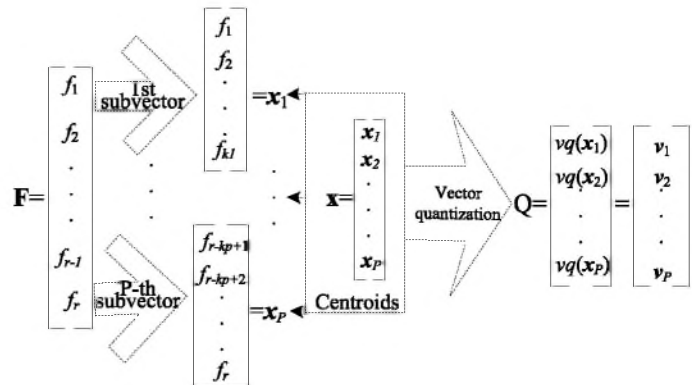 F=
f1
f2
.
.
.
fr-1
fr
1st
subvector
.
.
.
P-th
subvector
f1
f2
.
.
.
fk1
=x1
.
.
.
fr-kp+1
fr-kp+2
.
.
.
fr
=xP
x=
x1
x2
.
.
.
xP
Centroids
Vector
quantization
Q=
vq(x1)
vq(x2)
.
.
.
vq(xP)
=
v1
v2
.
.
.
vP